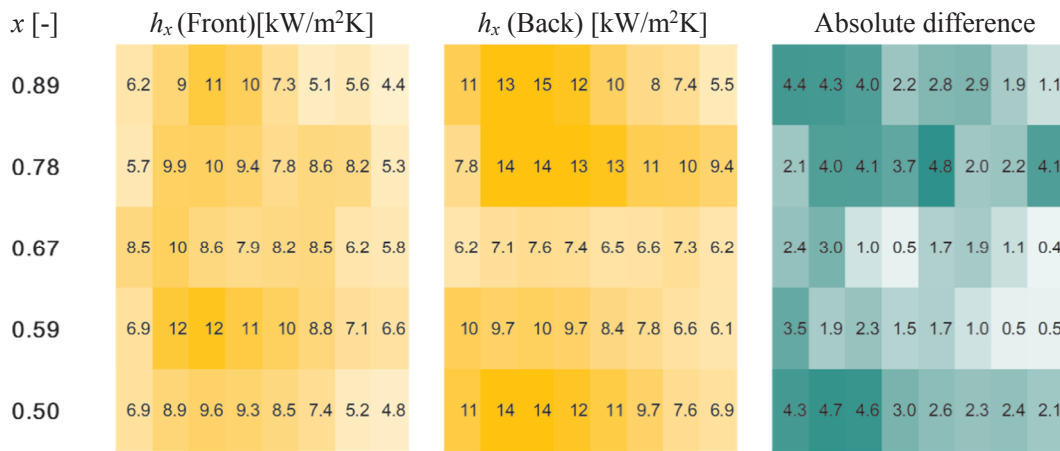 x [-] hₓ (Front)[kW/m²K] hₓ (Back) [kW/m²K] Absolute difference
0.89 6.2 9 11 10 7.3 5.1 5.6 4.4 11 13 15 12 10 8 7.4 5.5 4.4 4.3 4.0 2.2 2.8 2.9 1.9 1.1
0.78 5.7 9.9 10 9.4 7.8 8.6 8.2 5.3 7.8 14 14 13 13 11 10 9.4 2.1 4.0 4.1 3.7 4.8 2.0 2.2 4.1
0.67 8.5 10 8.6 7.9 8.2 8.5 6.2 5.8 6.2 7.1 7.6 7.4 6.5 6.6 7.3 6.2 2.4 3.0 1.0 0.5 1.7 1.9 1.1 0.4
0.59 6.9 12 12 11 10 8.8 7.1 6.6 10 9.7 10 9.7 8.4 7.8 6.6 6.1 3.5 1.9 2.3 1.5 1.7 1.0 0.5 0.5
0.50 6.9 8.9 9.6 9.3 8.5 7.4 5.2 4.8 11 14 14 12 11 9.7 7.6 6.9 4.3 4.7 4.6 3.0 2.6 2.3 2.4 2.1